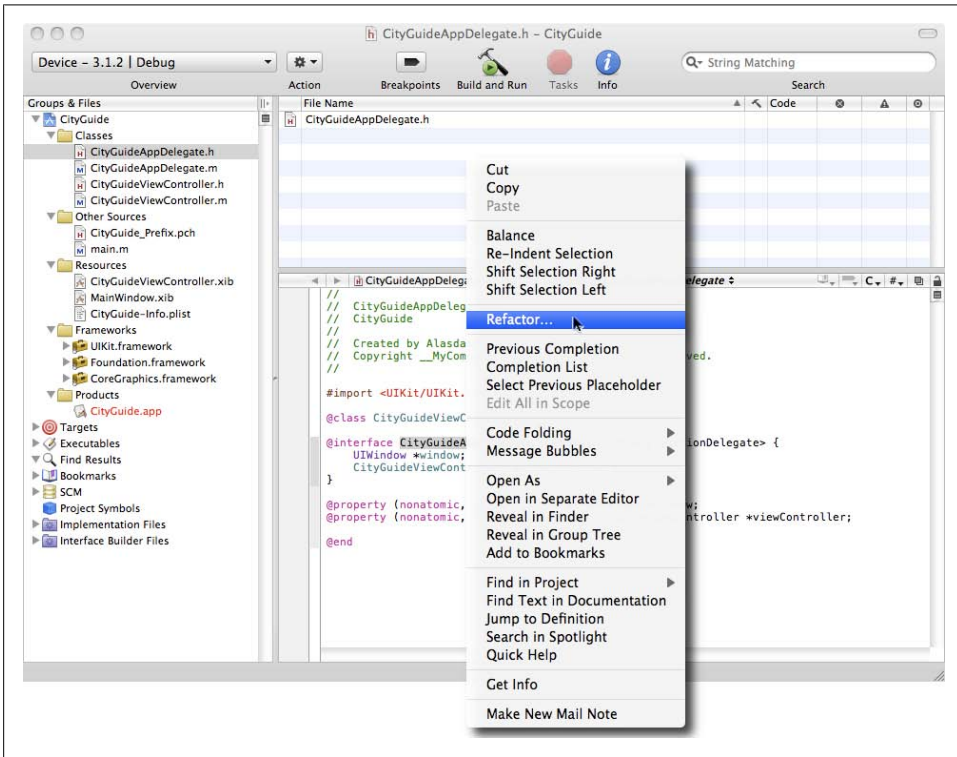 CityGuideAppDelegate.h – CityGuide
Device – 3.1.2 | Debug
String Matching
Overview
Action
Breakpoints
Build and Run
Tasks
Info
Search
Groups & Files
File Name
Code
CityGuide
CityGuideAppDelegate.h
Classes
CityGuideAppDelegate.h
CityGuideAppDelegate.m
CityGuideViewController.h
CityGuideViewController.m
Other Sources
CityGuide_Prefix.pch
main.m
Resources
CityGuideViewController.xib
MainWindow.xib
CityGuide-Info.plist
Frameworks
UIKit.framework
Foundation.framework
CoreGraphics.framework
Products
CityGuide.app
Targets
Executables
Find Results
Bookmarks
SCM
Project Symbols
Implementation Files
Interface Builder Files
CityGuideAppDelega
elegate
C
#
//
// CityGuideAppDeleg
// CityGuide
//
// Created by Alasda
// Copyright __MyCom
ved.
//
#import <UIKit/UIKit.
@class CityGuideViewC
@interface CityGuideA
ionDelegate> {
UIWindow *window;
CityGuideViewCont
}
@property (nonatomic,
w;
@property (nonatomic,
ntroller *viewController;
@end
Cut
Copy
Paste
Balance
Re-Indent Selection
Shift Selection Right
Shift Selection Left
Refactor...
Previous Completion
Completion List
Select Previous Placeholder
Edit All in Scope
Code Folding
Message Bubbles
Open As
Open in Separate Editor
Reveal in Finder
Reveal in Group Tree
Add to Bookmarks
Find in Project
Find Text in Documentation
Jump to Definition
Search in Spotlight
Quick Help
Get Info
Make New Mail Note